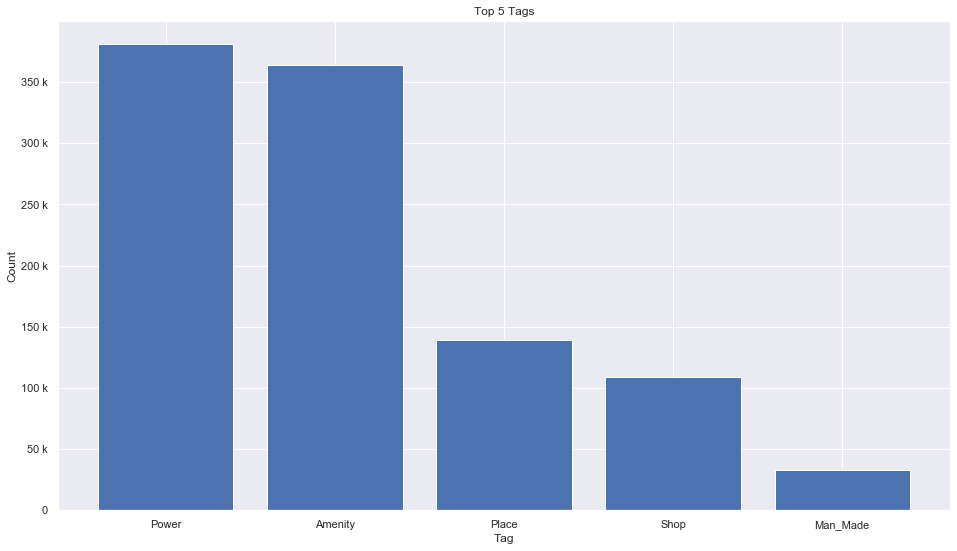 Top 5 Tags
Count
350 k
300 k
250 k
200 k
150 k
100 k
50 k
0
Power Amenity Place Shop Man_Made
Tag